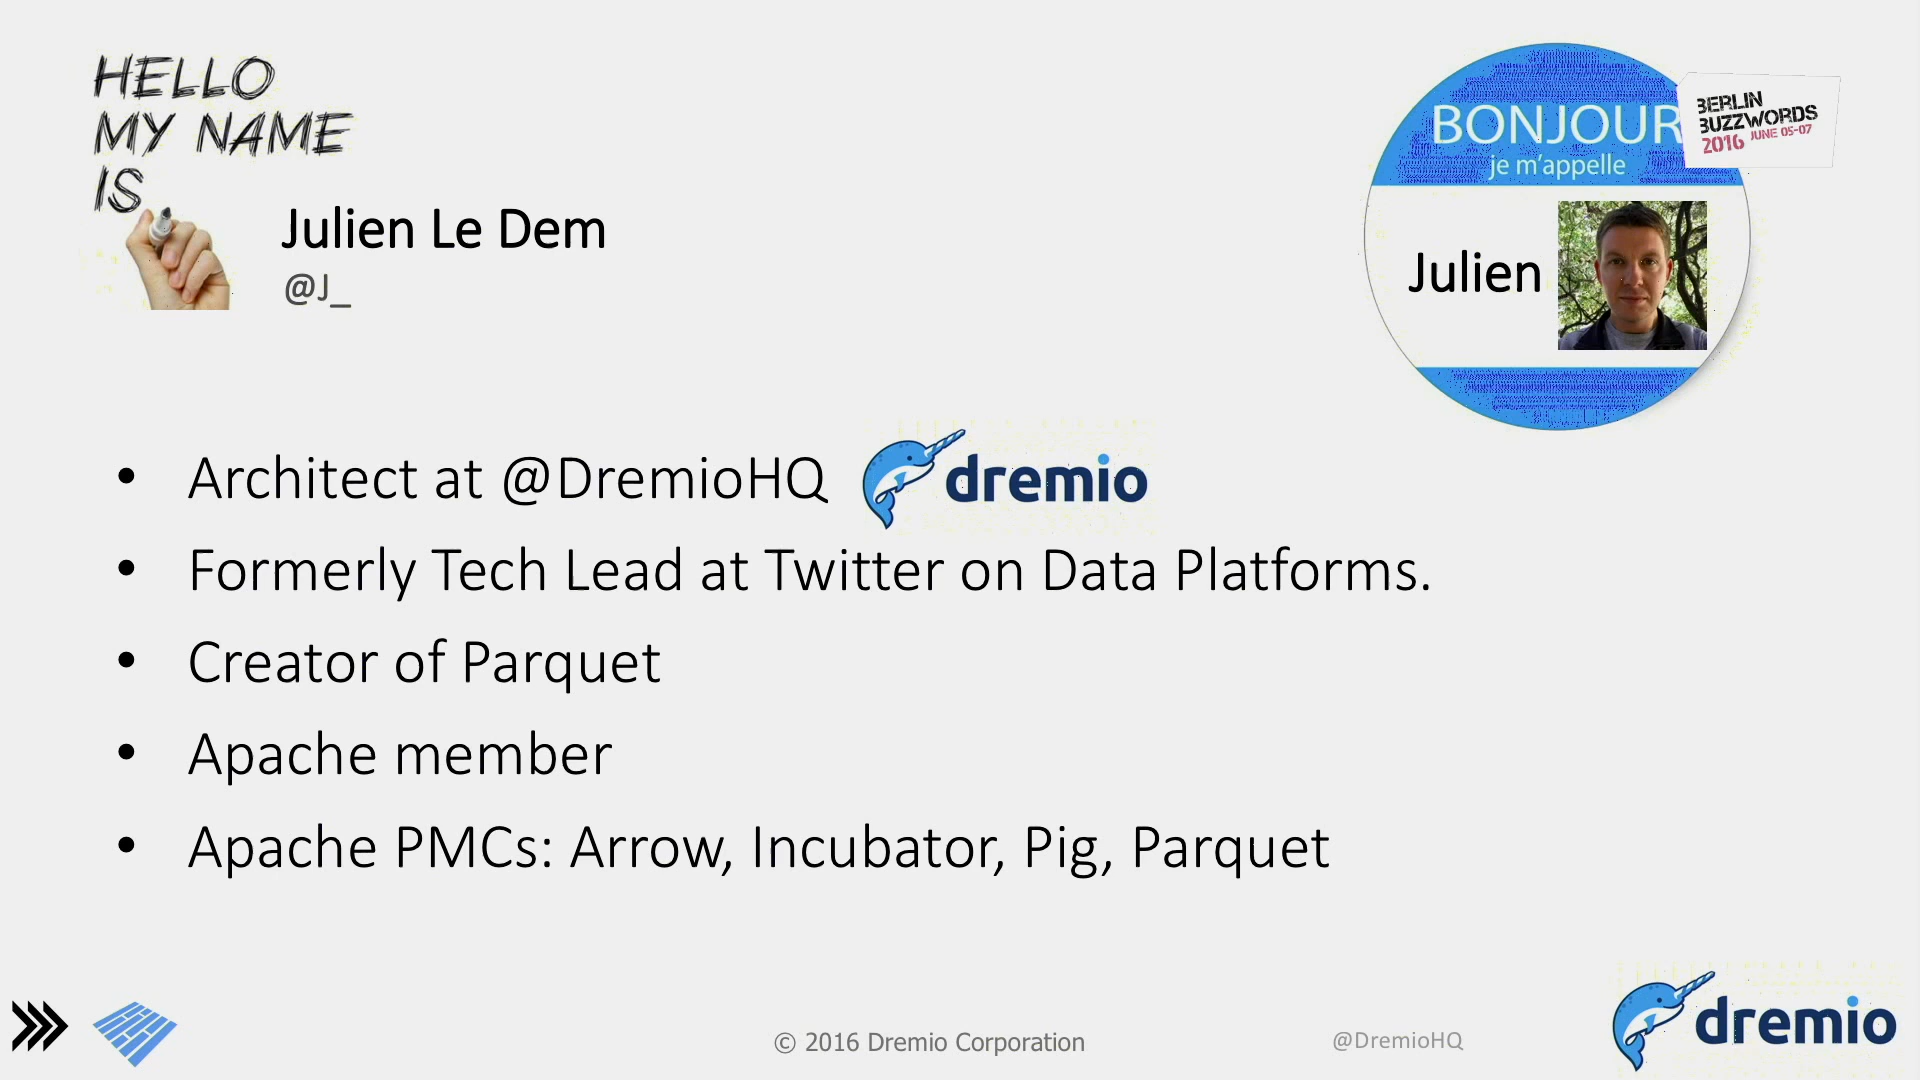 HELLO
MY NAME
IS
Julien Le Dem
@J_
BONJOUR
je m'appelle
Julien
BERLIN
BUZZWORDS
2016 JUNE 05-07
• Architect at @DremioHQ
dremio
• Formerly Tech Lead at Twitter on Data Platforms.
• Creator of Parquet
• Apache member
• Apache PMCs: Arrow, Incubator, Pig, Parquet
© 2016 Dremio Corporation
@DremioHQ
dremio